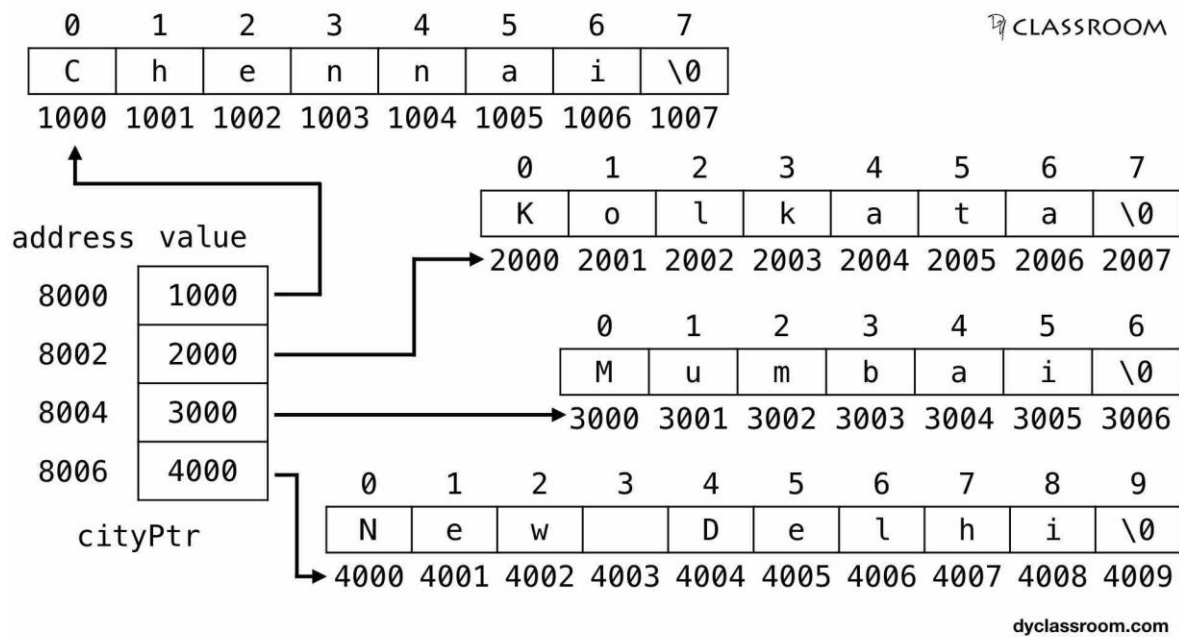 0 1 2 3 4 5 6 7
CLASSROOM
C h e n n a i \0
1000 1001 1002 1003 1004 1005 1006 1007
0 1 2 3 4 5 6 7
K o l k a t a \0
2000 2001 2002 2003 2004 2005 2006 2007
address value
8000 1000
8002 2000
8004 3000
8006 4000
cityPtr
0 1 2 3 4 5 6
M u m b a i \0
3000 3001 3002 3003 3004 3005 3006
0 1 2 3 4 5 6 7 8 9
N e w D e l h i \0
4000 4001 4002 4003 4004 4005 4006 4007 4008 4009
dyclassroom.com